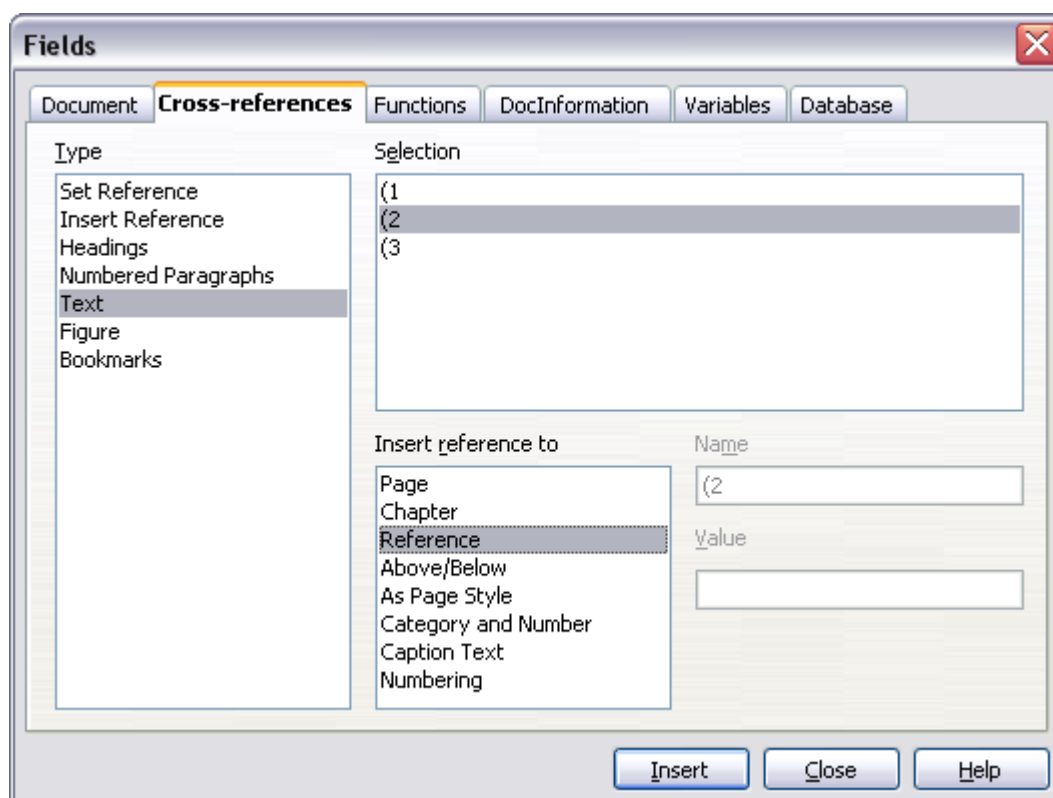 Fields
Document Cross-references Functions DocInformation Variables Database
Type
Set Reference
Insert Reference
Headings
Numbered Paragraphs
Text
Figure
Bookmarks
Selection
(1
(2
(3
Insert reference to
Page
Chapter
Reference
Above/Below
As Page Style
Category and Number
Caption Text
Numbering
Name
(2
Value
Insert Close Help